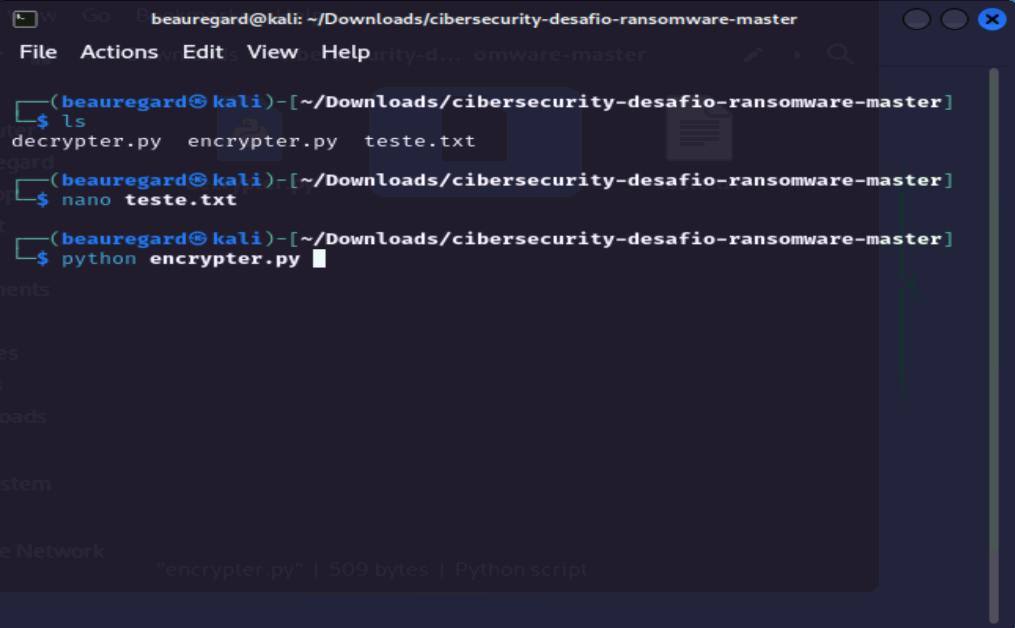 beauregard@kali: ~/Downloads/cibersecurity-desafio-ransomware-master
File Actions Edit View Help
┌──(beauregard㉿kali)-[~/Downloads/cibersecurity-desafio-ransomware-master]
└─$ ls
decrypter.py encrypter.py teste.txt
┌──(beauregard㉿kali)-[~/Downloads/cibersecurity-desafio-ransomware-master]
└─$ nano teste.txt
┌──(beauregard㉿kali)-[~/Downloads/cibersecurity-desafio-ransomware-master]
└─$ python encrypter.py
"encrypter.py" | 509 bytes | Python script